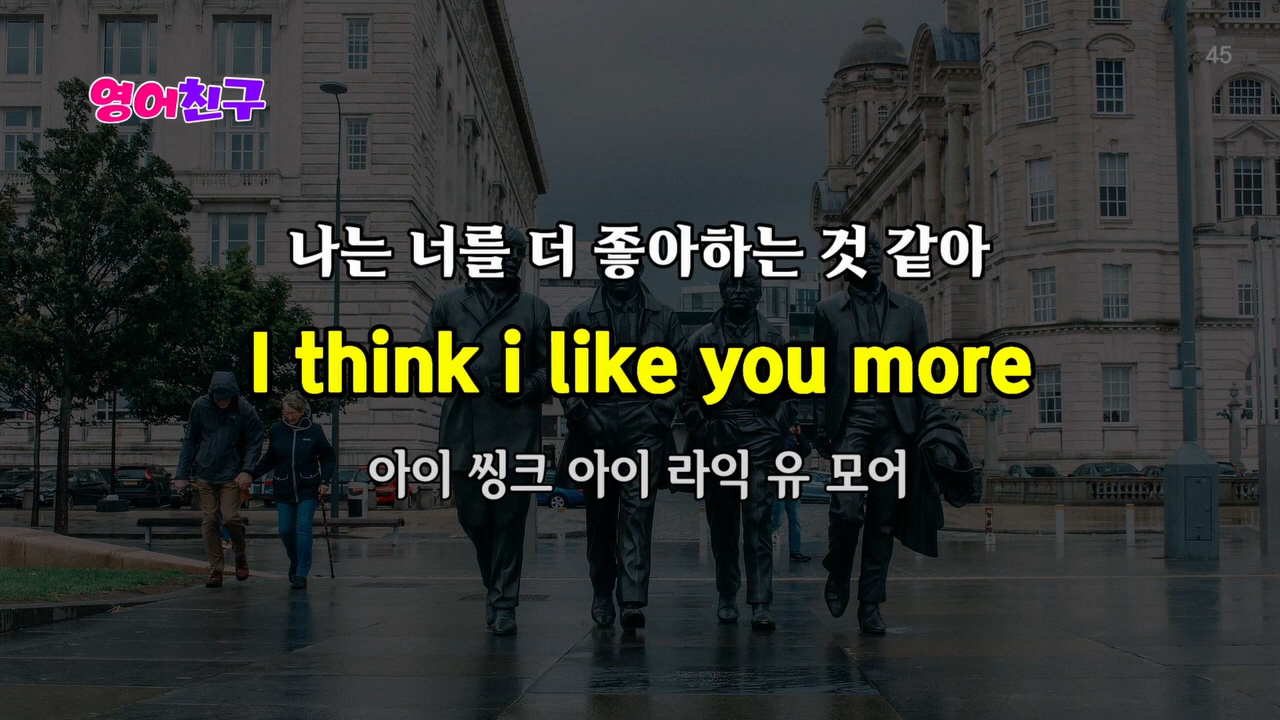 45
영어친구
나는 너를 더 좋아하는 것 같아
I think i like you more
아이 씽크 아이 라익 유 모어